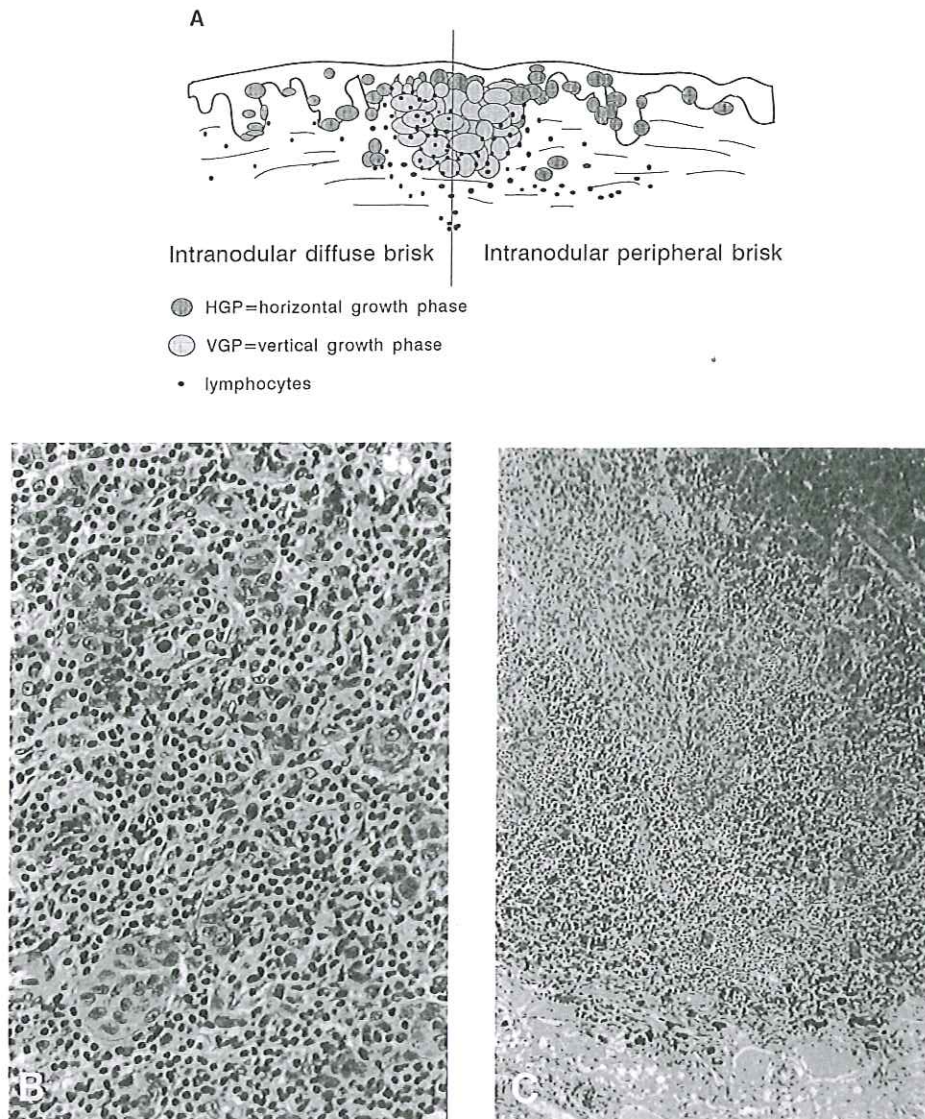 A
Intranodular diffuse brisk Intranodular peripheral brisk
HGP=horizontal growth phase
VGP=vertical growth phase
lymphocytes
B
C